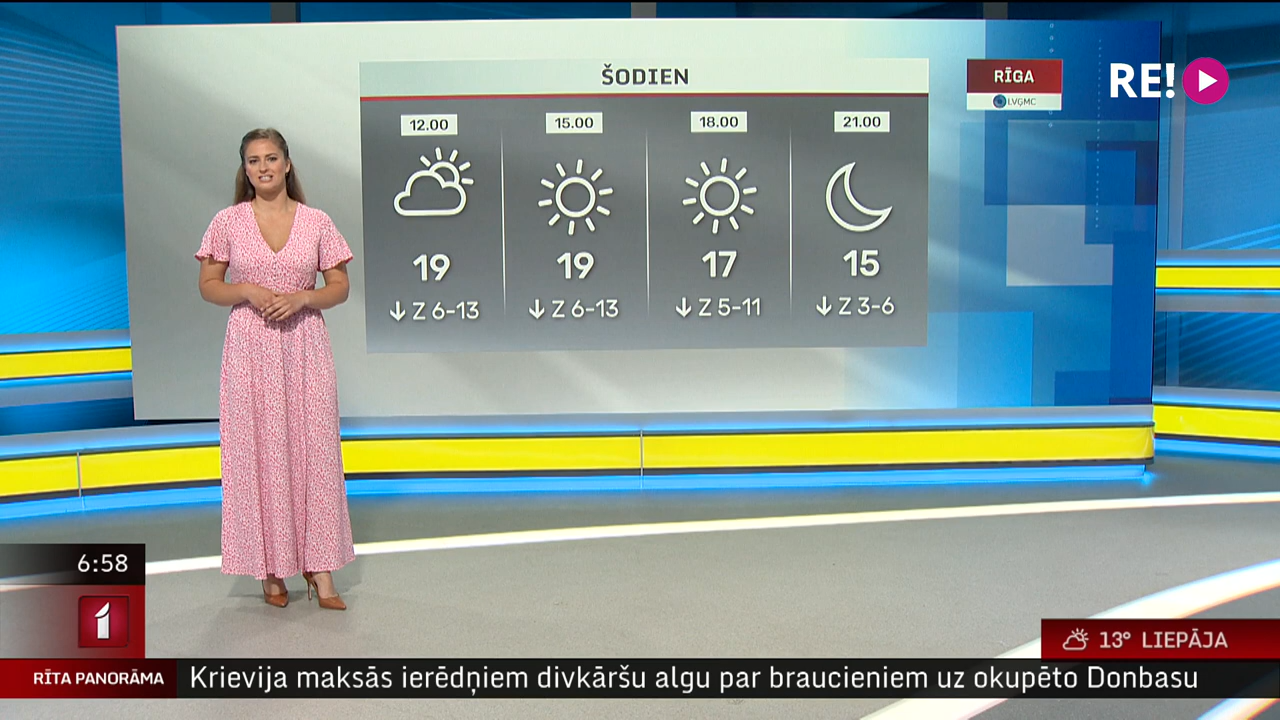 ŠODIEN
RĪGA
LVĢMC
RE!
12.00 15.00 18.00 21.00
19 19 17 15
↓ Z 6-13 ↓ Z 6-13 ↓ Z 5-11 ↓ Z 3-6
6:58
1
13° LIEPĀJA
RĪTA PANORĀMA Krievija maksās ierēdņiem divkāršu algu par braucieniem uz okupēto Donbasu